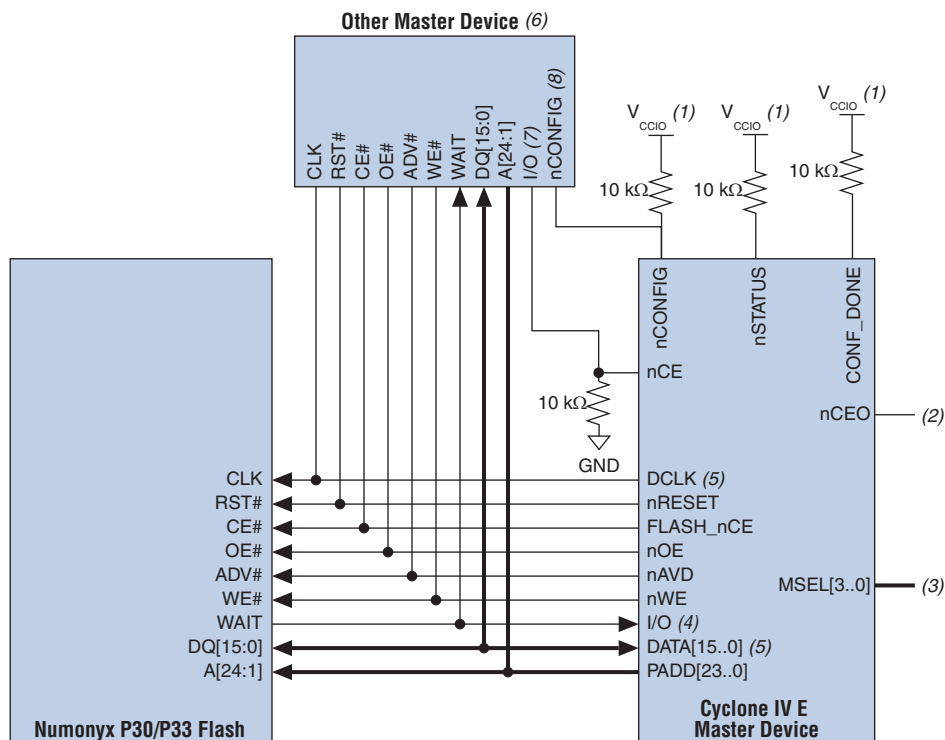 Other Master Device (6)
CLK
RST#
CE#
OE#
ADV#
WE#
WAIT
DQ[15:0]
A[24:1]
I/O (7)
nCONFIG (8)
VCCIO (1)
VCCIO (1)
VCCIO (1)
10 kΩ
10 kΩ
10 kΩ
nCONFIG
nSTATUS
CONF_DONE
nCE
10 kΩ
GND
nCEO
(2)
CLK
DCLK (5)
RST#
nRESET
CE#
FLASH_nCE
OE#
nOE
ADV#
nAVD
MSEL[3..0]
(3)
WE#
nWE
WAIT
I/O (4)
DQ[15:0]
DATA[15..0] (5)
A[24:1]
PADD[23..0]
Numonyx P30/P33 Flash
Cyclone IV E
Master Device